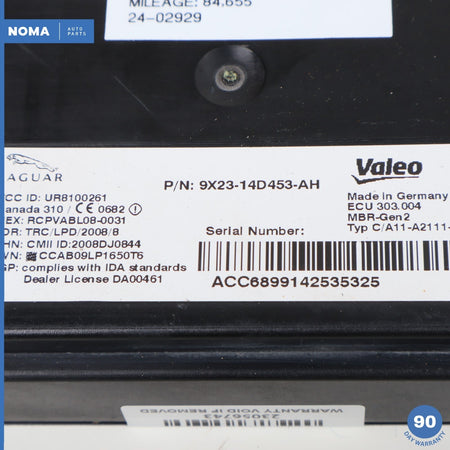 NOMA AUTO PARTS
MILEAGE: 84,655
24-02929
JAGUAR
P/N: 9X23-14D453-AH
Valeo
CC ID: UR8100261
anada 310 / CE 0682
EX: RCPVABL08-0031
OR: TRC/LPD/2008/8
HN: CMII ID:2008DJ0844
VN: CCAB09LP1650T6
GP: complies with IDA standards
Dealer License DA00461
Made in Germany
ECU 303.004
MBR-Gen2
Typ C/A11-A2111-
Serial Number:
ACC6899142535325
23056743
WARRANTY VOID IF REMOVED
90
DAY WARRANTY